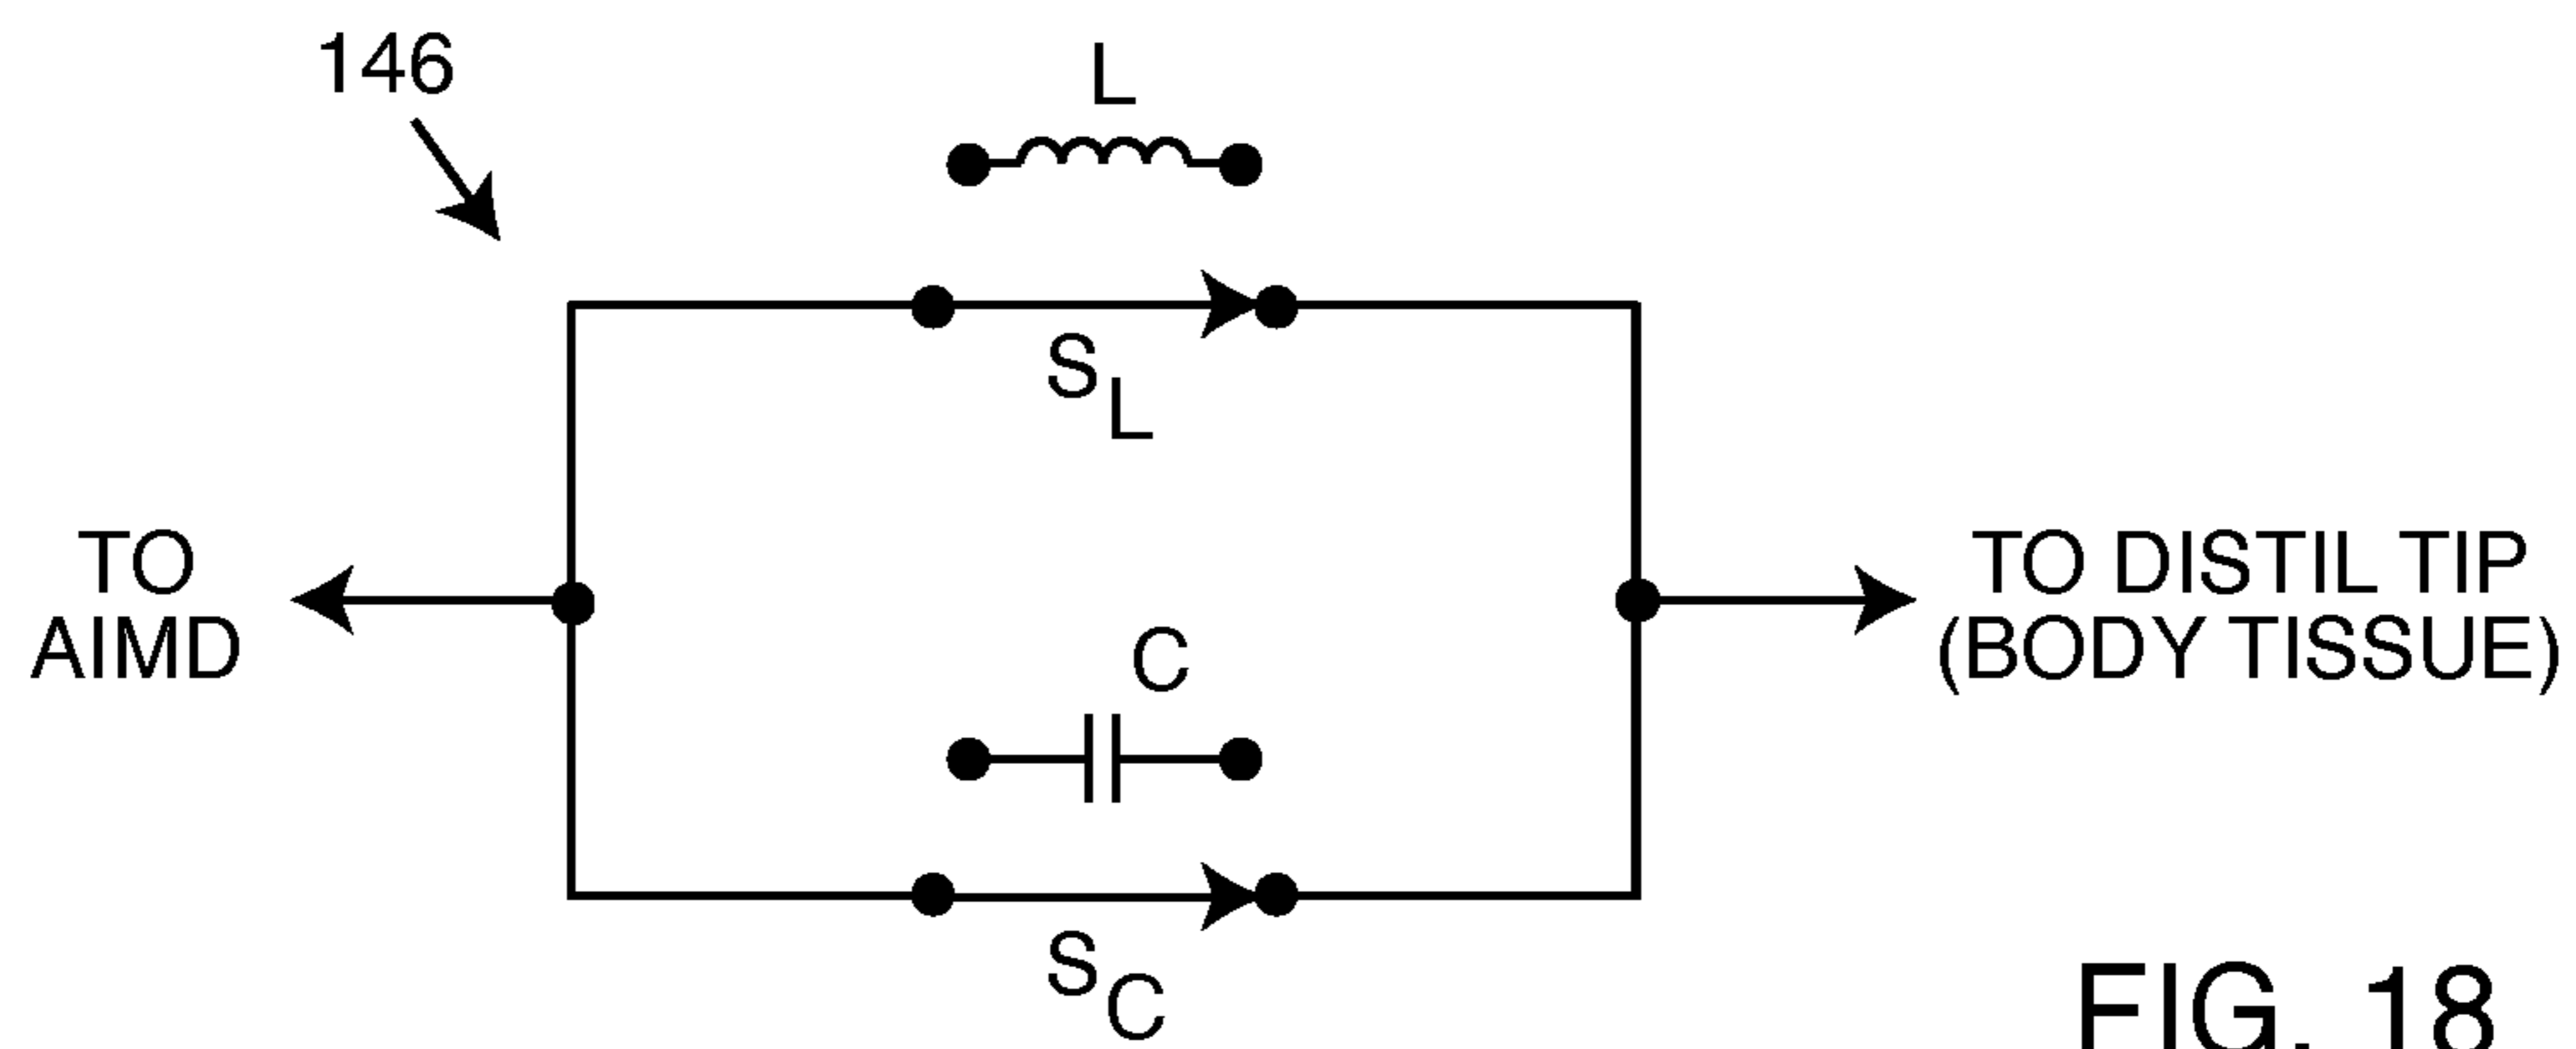 146
L
S L
TO
AIMD
TO DISTIL TIP
(BODY TISSUE)
C
S C
FIG. 18